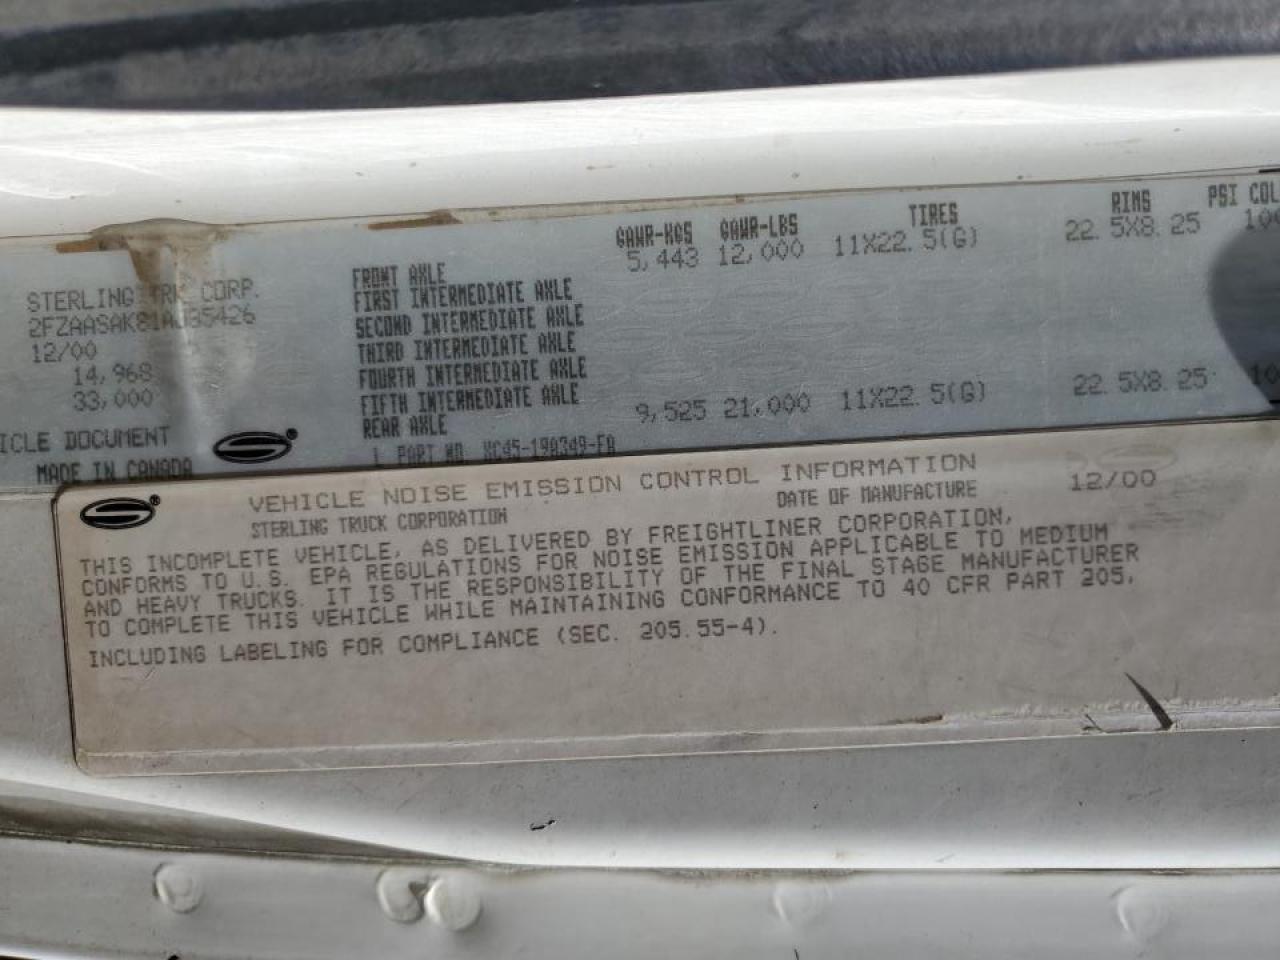 GAWR-KGS GAWR-LBS TIRES RIMS PSI COL
STERLING TRK CORP. FRONT AXLE 5,443 12,000 11X22.5(G) 22.5X8.25
FIRST INTERMEDIATE AXLE
12/00 SECOND INTERMEDIATE AXLE
THIRD INTERMEDIATE AXLE
14,968 FOURTH INTERMEDIATE AXLE
33,000 FIFTH INTERMEDIATE AXLE
REAR AXLE 9,525 21,000 11X22.5(G) 22.5X8.25
ICLE DOCUMENT
MADE IN CANADA L PART NO. XC45-19A349-FA
VEHICLE NOISE EMISSION CONTROL INFORMATION
STERLING TRUCK CORPORATION DATE OF MANUFACTURE 12/00
THIS INCOMPLETE VEHICLE, AS DELIVERED BY FREIGHTLINER CORPORATION,
CONFORMS TO U.S. EPA REGULATIONS FOR NOISE EMISSION APPLICABLE TO MEDIUM
AND HEAVY TRUCKS. IT IS THE RESPONSIBILITY OF THE FINAL STAGE MANUFACTURER
TO COMPLETE THIS VEHICLE WHILE MAINTAINING CONFORMANCE TO 40 CFR PART 205,
INCLUDING LABELING FOR COMPLIANCE (SEC. 205.55-4).